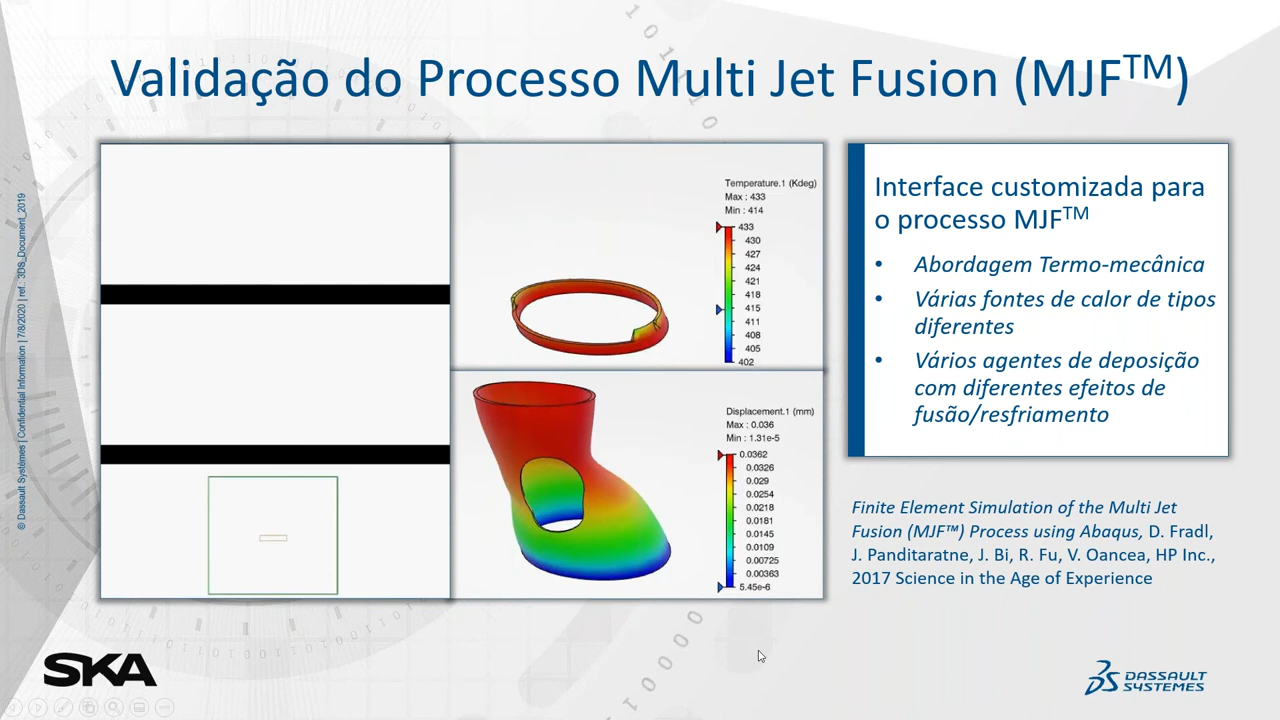 Validação do Processo Multi Jet Fusion (MJF™)
© Dassault Systèmes | Confidential Information | 7/8/2020 | ref.: 3DS_Document_2019
Temperature.1 (Kdeg)
Max : 433
Min : 414
433
430
427
424
421
418
415
411
408
405
402
Displacement.1 (mm)
Max : 0.036
Min : 1.31e-5
0.0362
0.0326
0.029
0.0254
0.0218
0.0181
0.0145
0.0109
0.00725
0.00363
5.45e-6
Interface customizada para
o processo MJF™
• Abordagem Termo-mecânica
• Várias fontes de calor de tipos
diferentes
• Vários agentes de deposição
com diferentes efeitos de
fusão/resfriamento
Finite Element Simulation of the Multi Jet
Fusion (MJF™) Process using Abaqus, D. Fradl,
J. Panditaratne, J. Bi, R. Fu, V. Oancea, HP Inc.,
2017 Science in the Age of Experience
SKA
DASSAULT
SYSTEMES